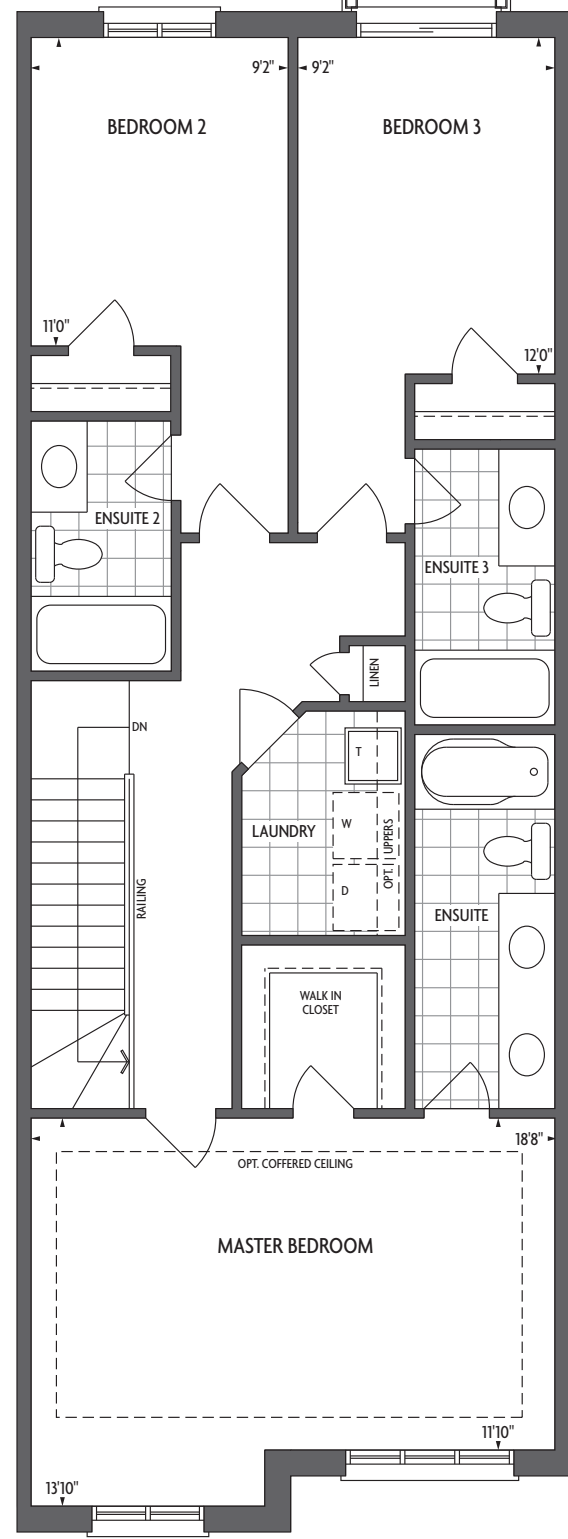 9'2"
9'2"
BEDROOM 2
BEDROOM 3
11'0"
12'0"
ENSUITE 2
ENSUITE 3
LINEN
DN
T
LAUNDRY
W
OPT. UPPERS
D
RAILING
ENSUITE
WALK IN
CLOSET
18'8"
OPT. COFFERED CEILING
MASTER BEDROOM
11'10"
13'10"